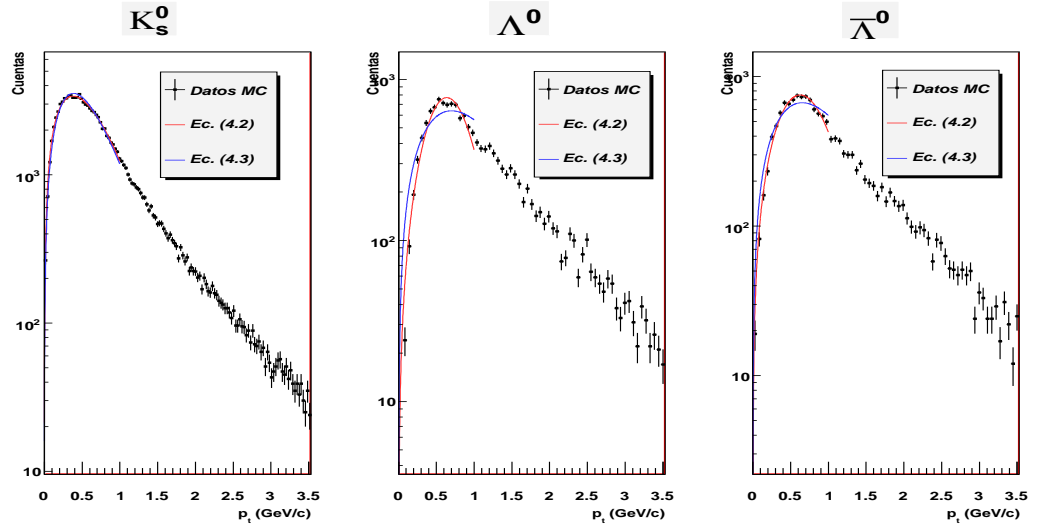 K⁰ₛ
Λ⁰
Λ̅⁰
Cuentas
10³
10²
10
Datos MC
Ec. (4.2)
Ec. (4.3)
0 0.5 1 1.5 2 2.5 3 3.5
pₜ (GeV/c)
Cuentas
10³
10²
10
Datos MC
Ec. (4.2)
Ec. (4.3)
0 0.5 1 1.5 2 2.5 3 3.5
pₜ (GeV/c)
Cuentas
10³
10²
10
Datos MC
Ec. (4.2)
Ec. (4.3)
0 0.5 1 1.5 2 2.5 3 3.5
pₜ (GeV/c)